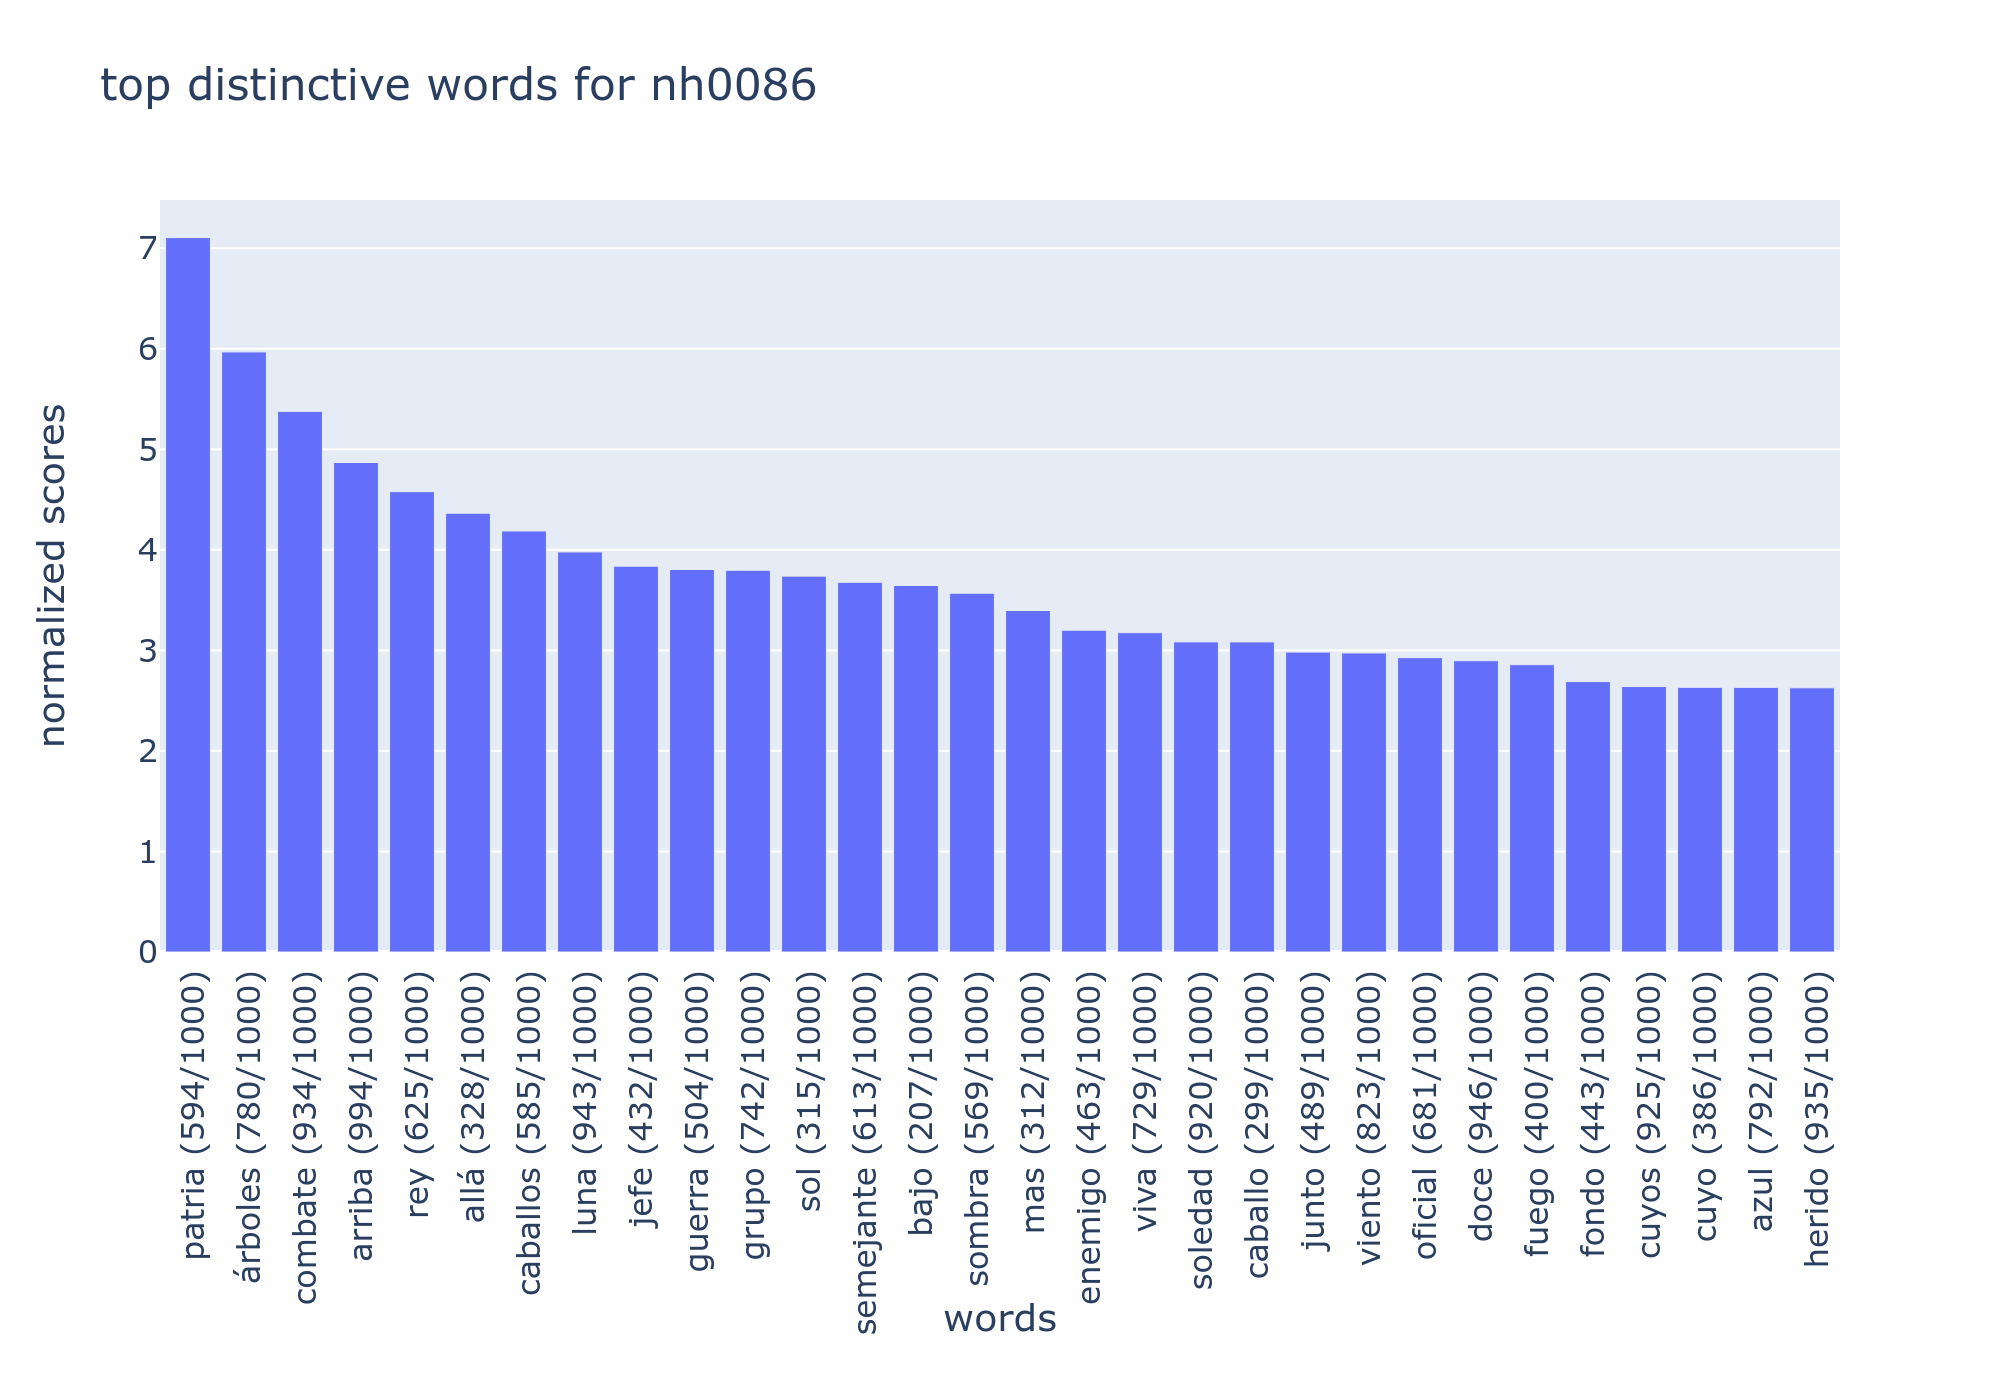 top distinctive words for nh0086
normalized scores
7
6
5
4
3
2
1
0
patria (594/1000)
árboles (780/1000)
combate (934/1000)
arriba (994/1000)
rey (625/1000)
allá (328/1000)
caballos (585/1000)
luna (943/1000)
jefe (432/1000)
guerra (504/1000)
grupo (742/1000)
sol (315/1000)
semejante (613/1000)
bajo (207/1000)
sombra (569/1000)
mas (312/1000)
enemigo (463/1000)
viva (729/1000)
soledad (920/1000)
caballo (299/1000)
junto (489/1000)
viento (823/1000)
oficial (681/1000)
doce (946/1000)
fuego (400/1000)
fondo (443/1000)
cuyos (925/1000)
cuyo (386/1000)
azul (792/1000)
herido (935/1000)
words